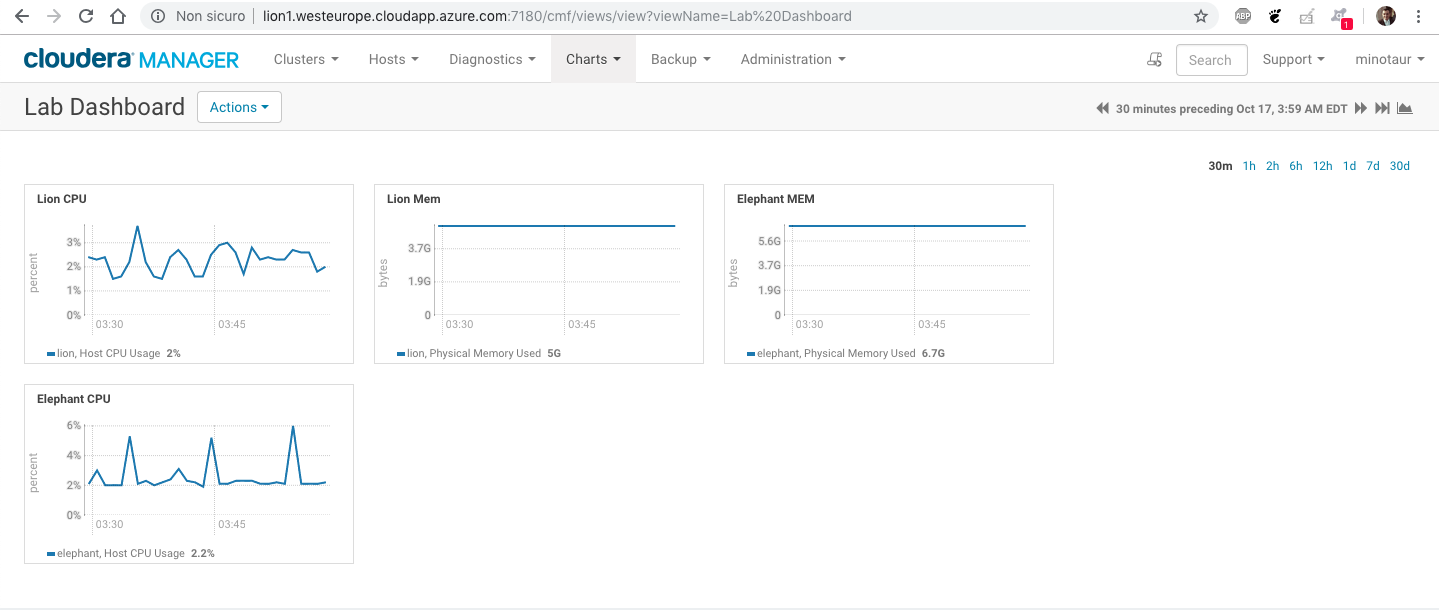 Non sicuro | lion1.westeurope.cloudapp.azure.com:7180/cmf/views/view?viewName=Lab%20Dashboard
ABP
1
cloudera MANAGER Clusters Hosts Diagnostics Charts Backup Administration Search Support minotaur
Lab Dashboard Actions 30 minutes preceding Oct 17, 3:59 AM EDT
30m 1h 2h 6h 12h 1d 7d 30d
Lion CPU
percent
3%
2%
1%
0%
03:30 03:45
lion, Host CPU Usage 2%
Lion Mem
bytes
3.7G
1.9G
0
03:30 03:45
lion, Physical Memory Used 5G
Elephant MEM
bytes
5.6G
3.7G
1.9G
0
03:30 03:45
elephant, Physical Memory Used 6.7G
Elephant CPU
percent
6%
4%
2%
0%
03:30 03:45
elephant, Host CPU Usage 2.2%